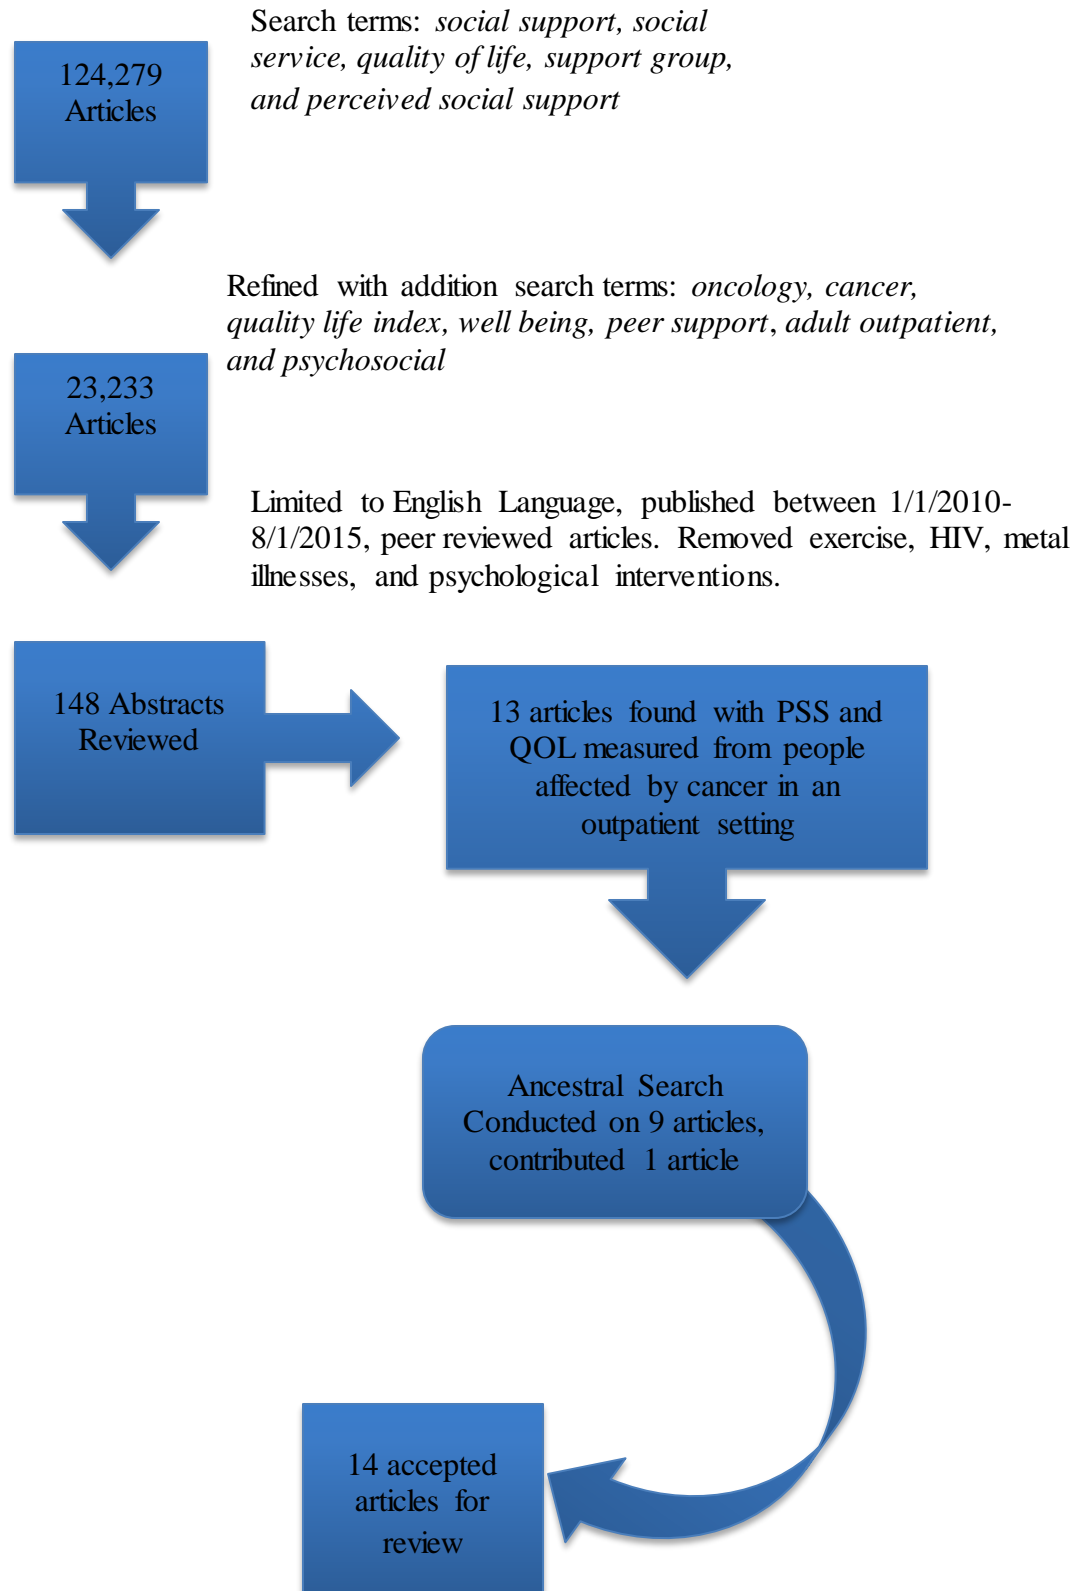 Search terms: social support, social
service, quality of life, support group,
and perceived social support
124,279
Articles
Refined with addition search terms: oncology, cancer,
quality life index, well being, peer support, adult outpatient,
and psychosocial
23,233
Articles
Limited to English Language, published between 1/1/2010-
8/1/2015, peer reviewed articles. Removed exercise, HIV, metal
illnesses, and psychological interventions.
148 Abstracts
Reviewed
13 articles found with PSS and
QOL measured from people
affected by cancer in an
outpatient setting
Ancestral Search
Conducted on 9 articles,
contributed 1 article
14 accepted
articles for
review